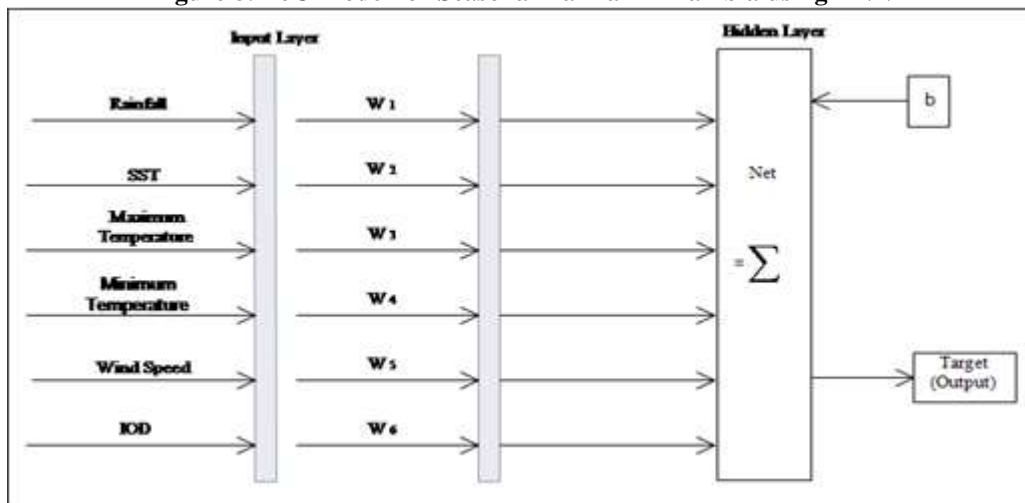 Input Layer
Hidden Layer
Rainfall
W 1
b
SST
W 2
Net
Maximum
Temperature
W 3
= ∑
Minimum
Temperature
W 4
Wind Speed
W 5
Target
(Output)
IOD
W 6